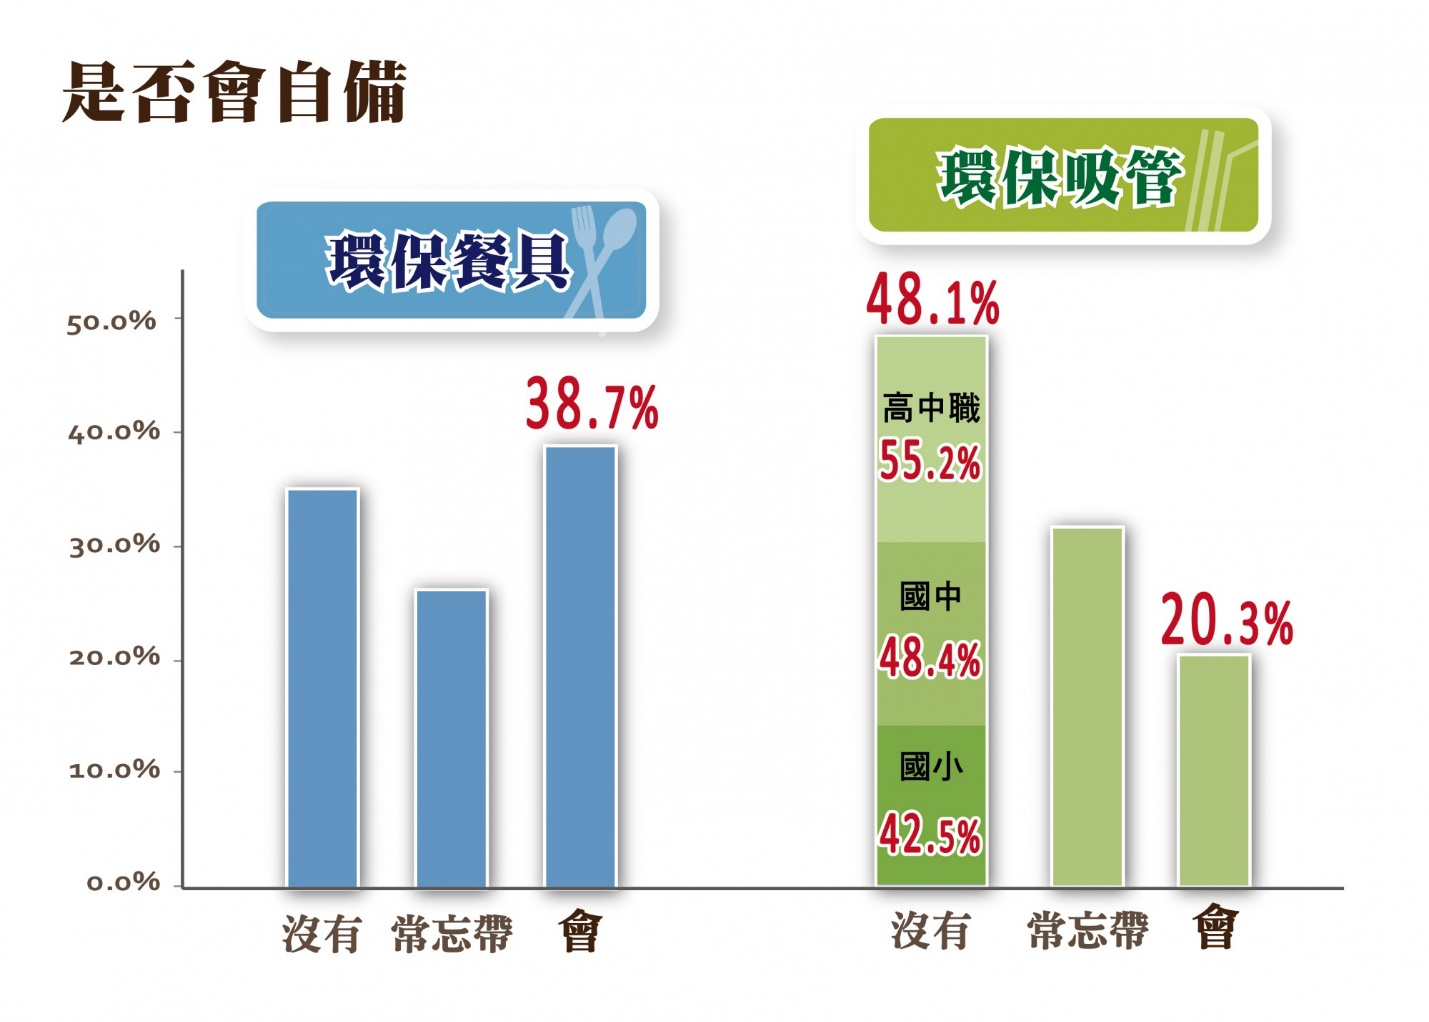 是否會自備
環保餐具
環保吸管
50.0%
40.0%
30.0%
20.0%
10.0%
0.0%
38.7%
沒有
常忘帶
會
48.1%
高中職
55.2%
國中
48.4%
國小
42.5%
20.3%
沒有
常忘帶
會